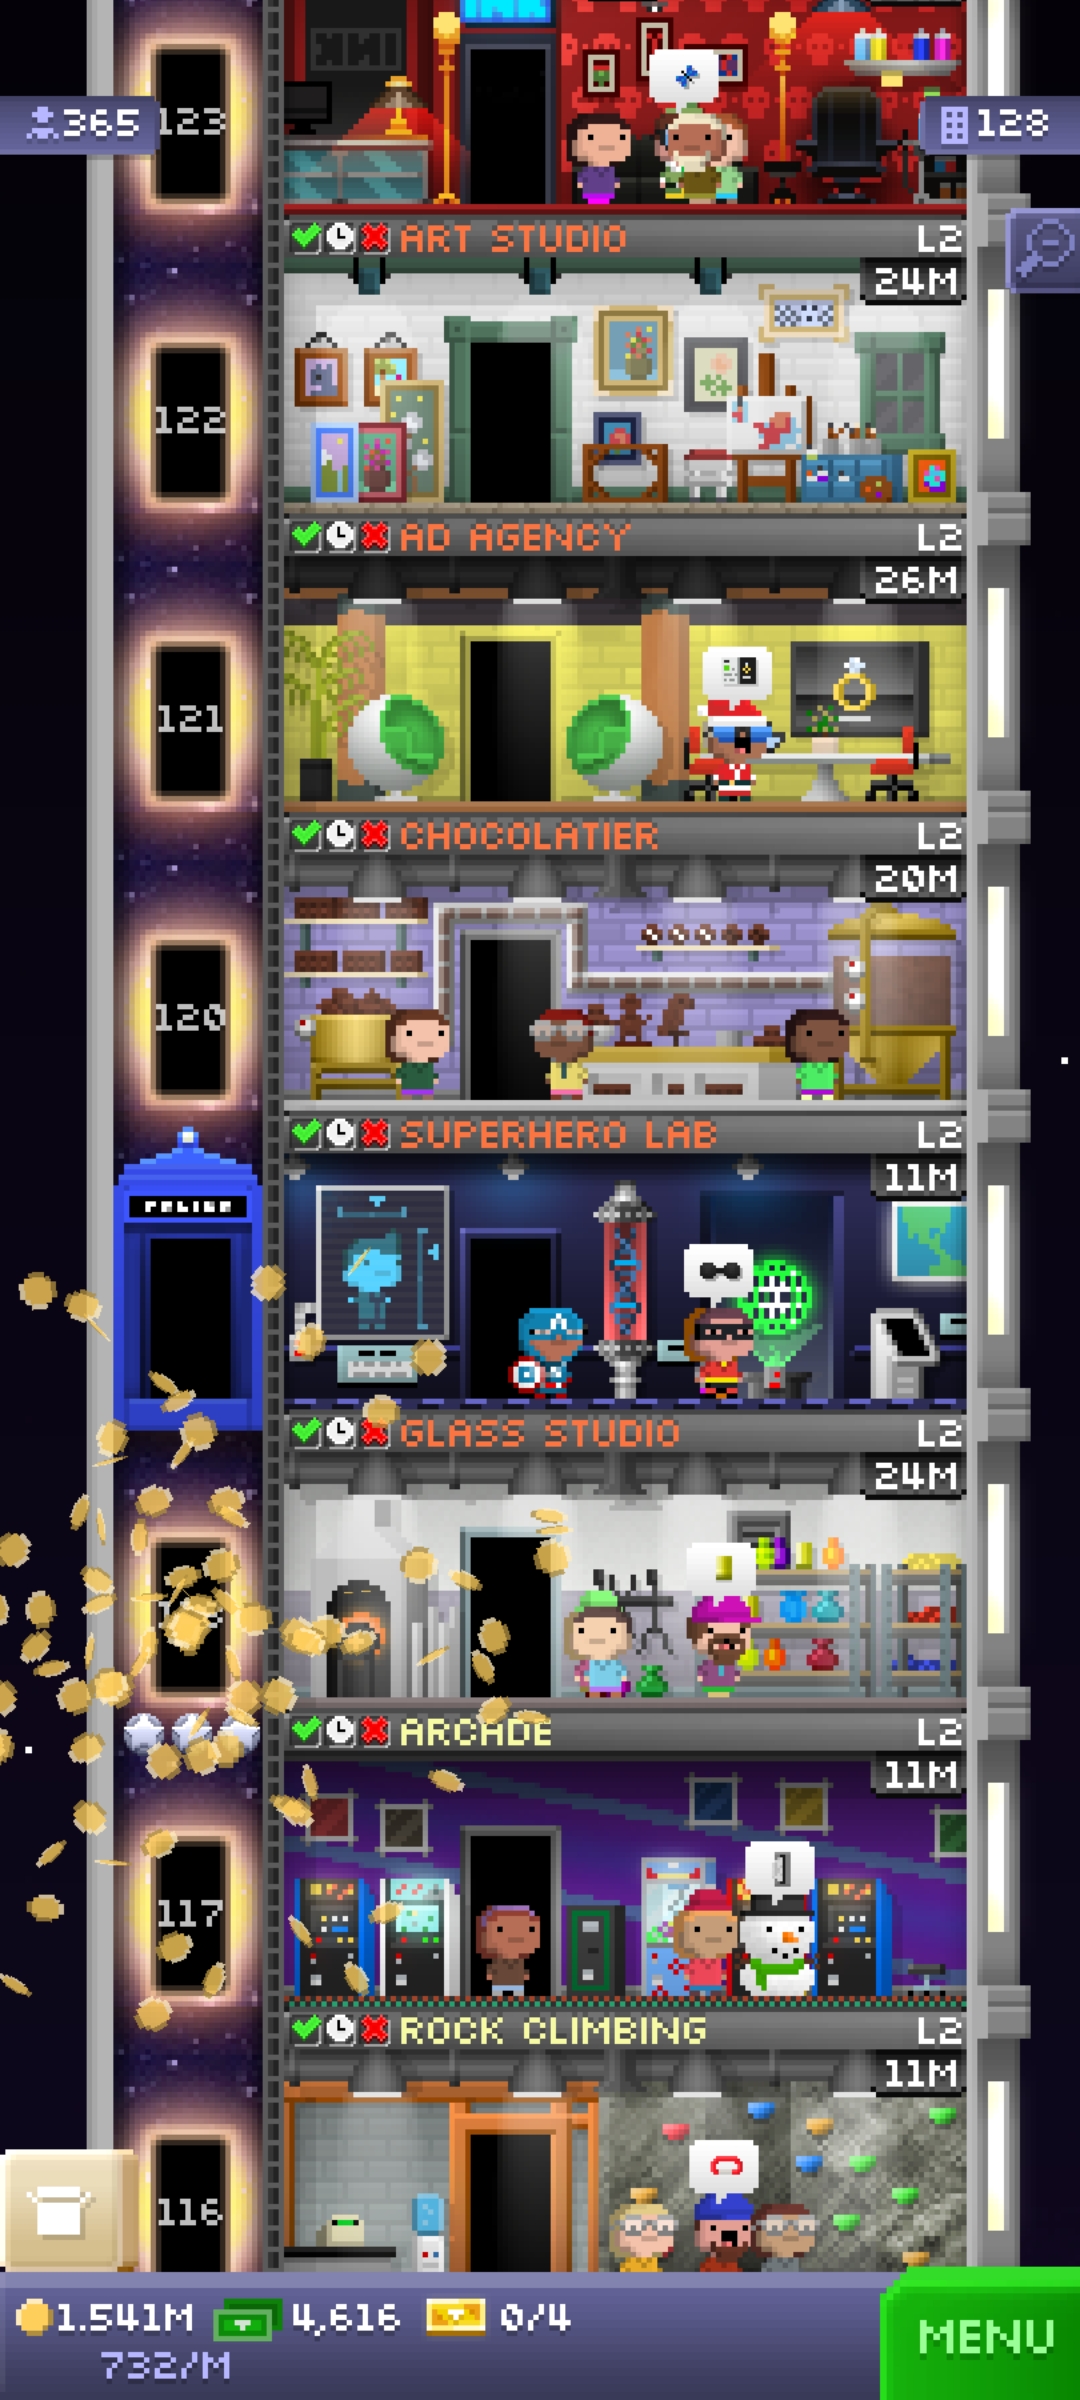 INK
INK
123
365
128
ART STUDIO L2
24M
122
AD AGENCY L2
26M
121
CHOCOLATIER L2
20M
120
SUPERHERO LAB L2
11M
POLICE
GLASS STUDIO L2
24M
ARCADE L2
11M
117
ROCK CLIMBING L2
11M
116
1.541M 4,616 0/4
732/M
MENU